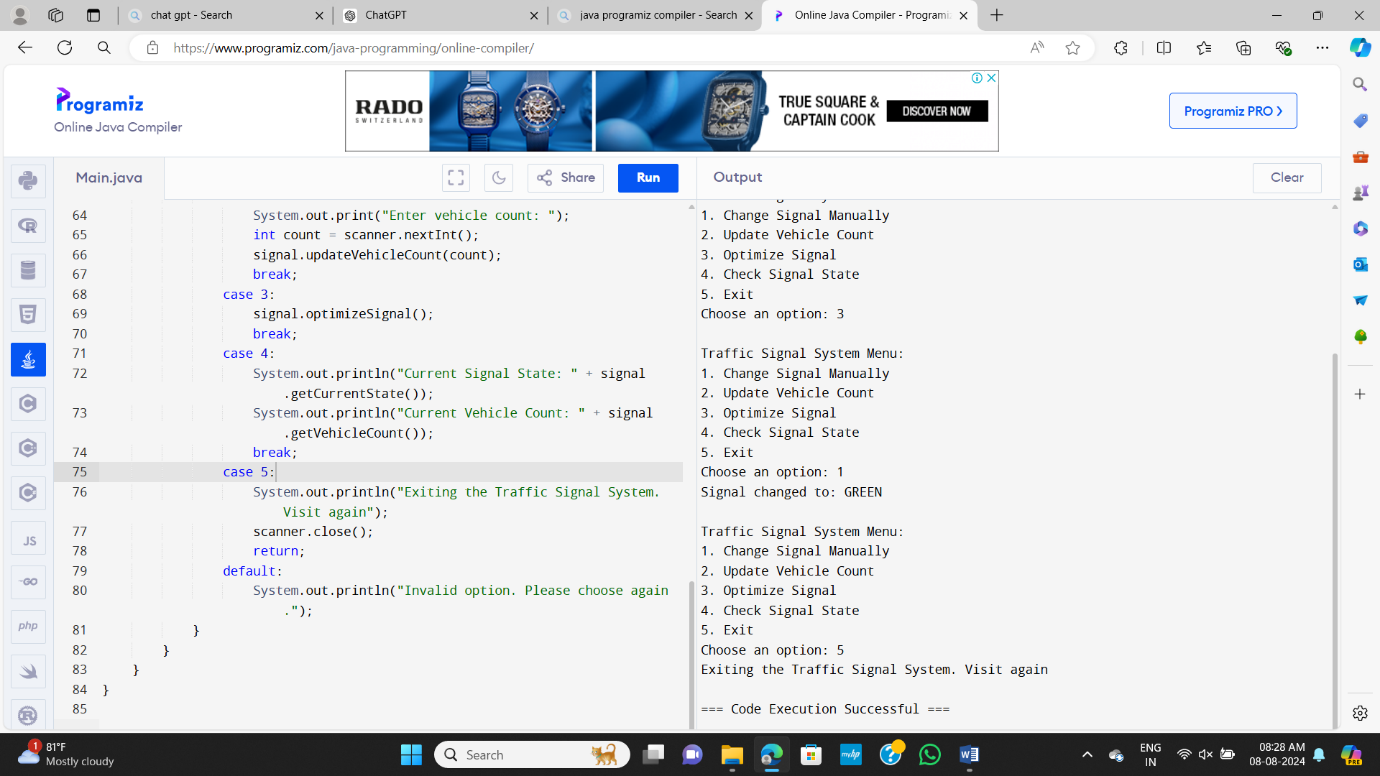 chat gpt - Search
ChatGPT
java programiz compiler - Search
Online Java Compiler - Programiz
https://www.programiz.com/java-programming/online-compiler/
Programiz
Online Java Compiler
RADO
SWITZERLAND
TRUE SQUARE &
CAPTAIN COOK
DISCOVER NOW
Programiz PRO >
Main.java
Share
Run
Output
Clear
64 System.out.print("Enter vehicle count: ");
65 int count = scanner.nextInt();
66 signal.updateVehicleCount(count);
67 break;
68 case 3:
69 signal.optimizeSignal();
70 break;
71 case 4:
72 System.out.println("Current Signal State: " + signal
.getCurrentState());
73 System.out.println("Current Vehicle Count: " + signal
.getVehicleCount());
74 break;
75 case 5:
76 System.out.println("Exiting the Traffic Signal System.
Visit again");
77 scanner.close();
78 return;
79 default:
80 System.out.println("Invalid option. Please choose again
.");
81 }
82 }
83 }
84 }
85
1. Change Signal Manually
2. Update Vehicle Count
3. Optimize Signal
4. Check Signal State
5. Exit
Choose an option: 3
Traffic Signal System Menu:
1. Change Signal Manually
2. Update Vehicle Count
3. Optimize Signal
4. Check Signal State
5. Exit
Choose an option: 1
Signal changed to: GREEN
Traffic Signal System Menu:
1. Change Signal Manually
2. Update Vehicle Count
3. Optimize Signal
4. Check Signal State
5. Exit
Choose an option: 5
Exiting the Traffic Signal System. Visit again
=== Code Execution Successful ===
JS
GO
php
1
81°F
Mostly cloudy
Search
myhp
ENG
IN
08:28 AM
08-08-2024
PRE